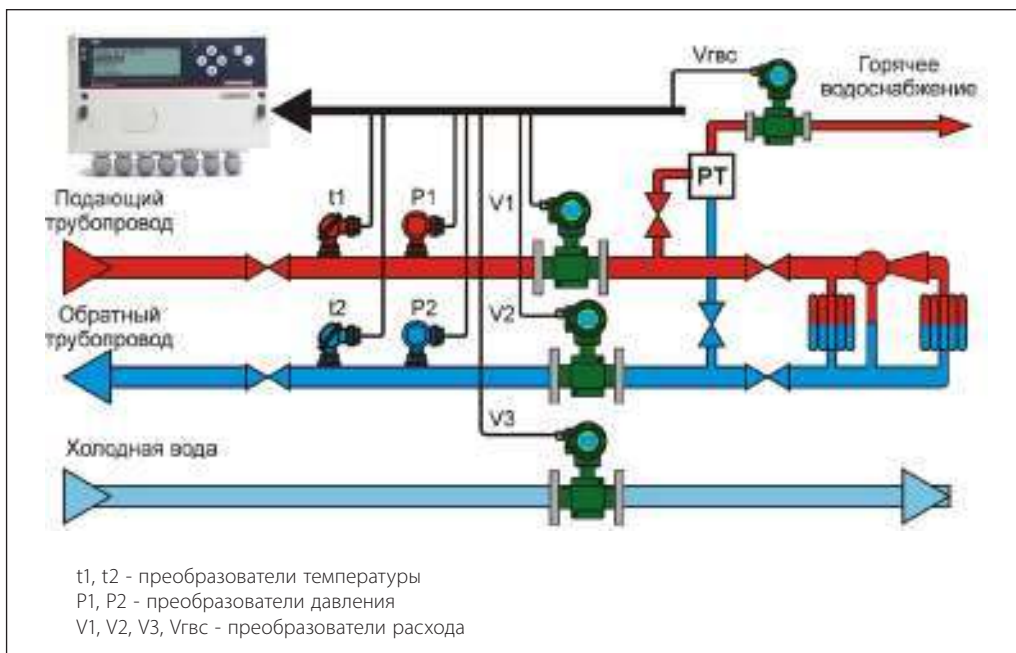 Vгвс
Горячее
водоснабжение
РТ
Подающий
трубопровод
t1
P1
V1
Обратный
трубопровод
t2
P2
V2
V3
Холодная вода
t1, t2 - преобразователи температуры
P1, P2 - преобразователи давления
V1, V2, V3, Vгвс - преобразователи расхода